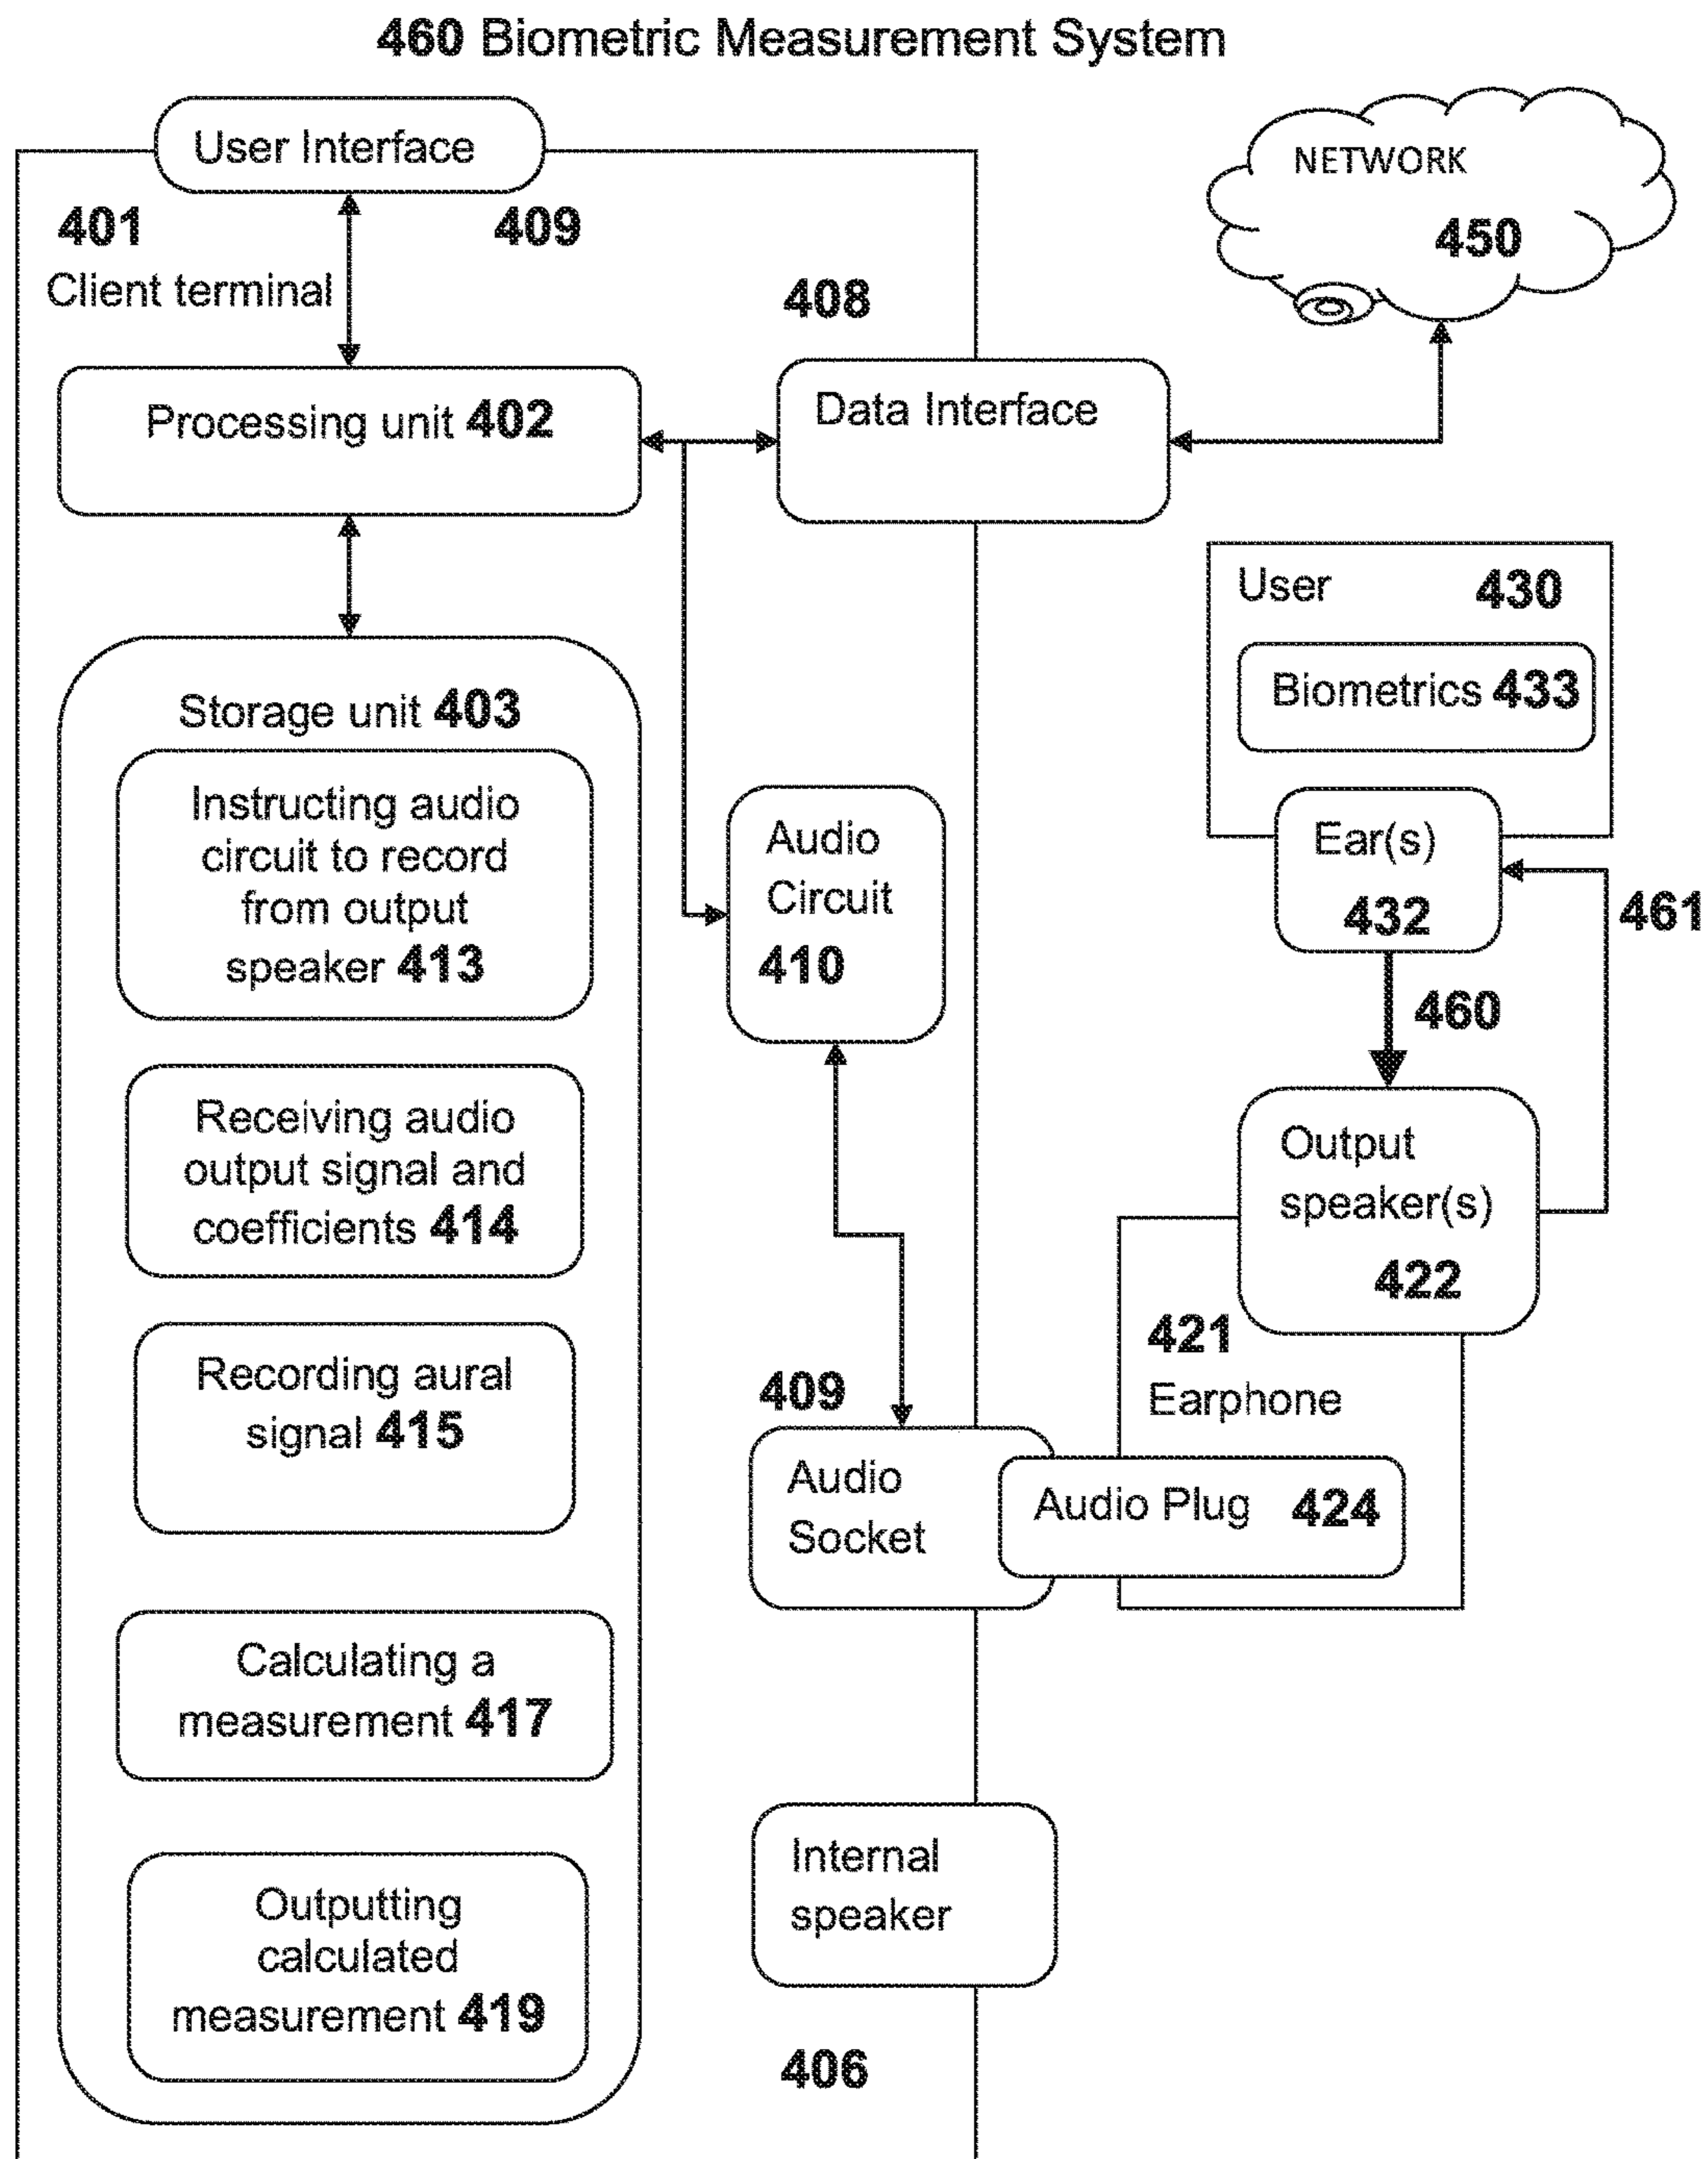 460 Biometric Measurement System
User Interface
401
409
Client terminal
NETWORK
450
408
Processing unit 402
Data Interface
User 430
Biometrics 433
Storage unit 403
Instructing audio
circuit to record
from output
speaker 413
Audio
Circuit
410
Ear(s)
432
461
460
Receiving audio
output signal and
coefficients 414
Output
speaker(s)
422
421
Earphone
Recording aural
signal 415
409
Audio
Socket
Audio Plug 424
Calculating a
measurement 417
Internal
speaker
Outputting
calculated
measurement 419
406